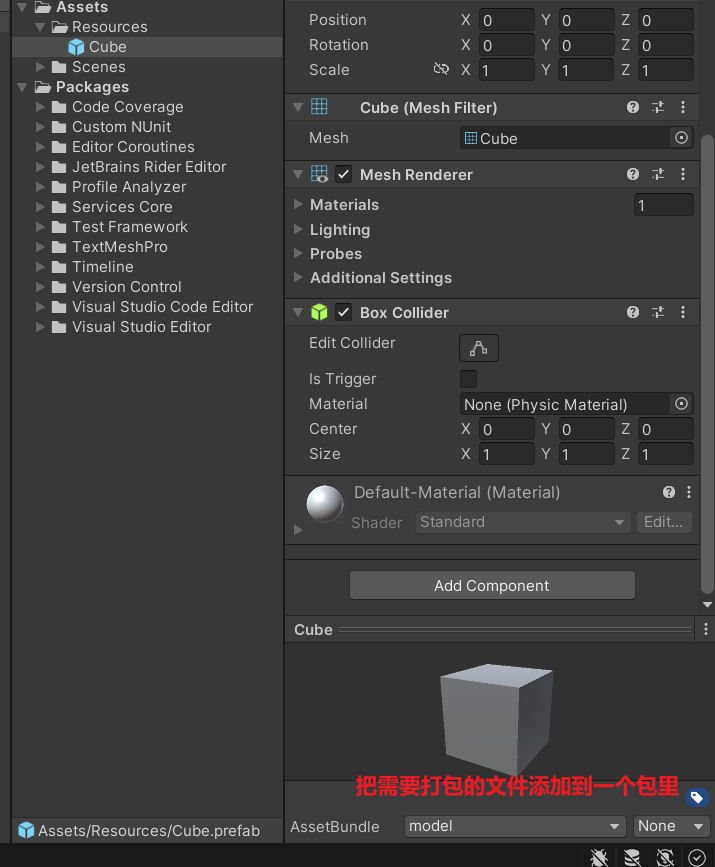 Assets
Resources
Cube
Scenes
Packages
Code Coverage
Custom NUnit
Editor Coroutines
JetBrains Rider Editor
Profile Analyzer
Services Core
Test Framework
TextMeshPro
Timeline
Version Control
Visual Studio Code Editor
Visual Studio Editor
Assets/Resources/Cube.prefab
Position X 0 Y 0 Z 0
Rotation X 0 Y 0 Z 0
Scale X 1 Y 1 Z 1
Cube (Mesh Filter)
Mesh Cube
Mesh Renderer
Materials 1
Lighting
Probes
Additional Settings
Box Collider
Edit Collider
Is Trigger
Material None (Physic Material)
Center X 0 Y 0 Z 0
Size X 1 Y 1 Z 1
Default-Material (Material)
Shader Standard Edit...
Add Component
Cube
把需要打包的文件添加到一个包里
AssetBundle model None